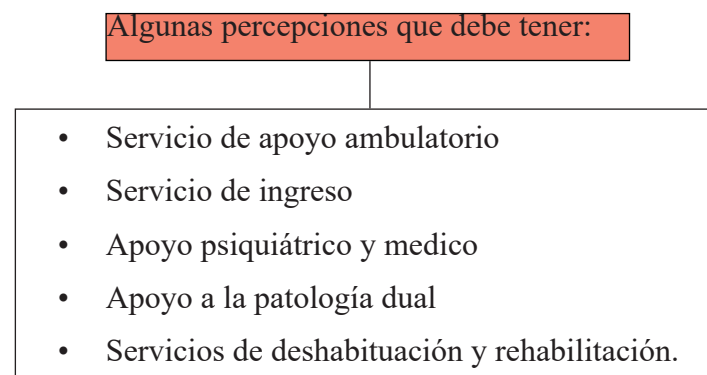 Algunas percepciones que debe tener:
• Servicio de apoyo ambulatorio
• Servicio de ingreso
• Apoyo psiquiátrico y medico
• Apoyo a la patología dual
• Servicios de deshabituación y rehabilitación.